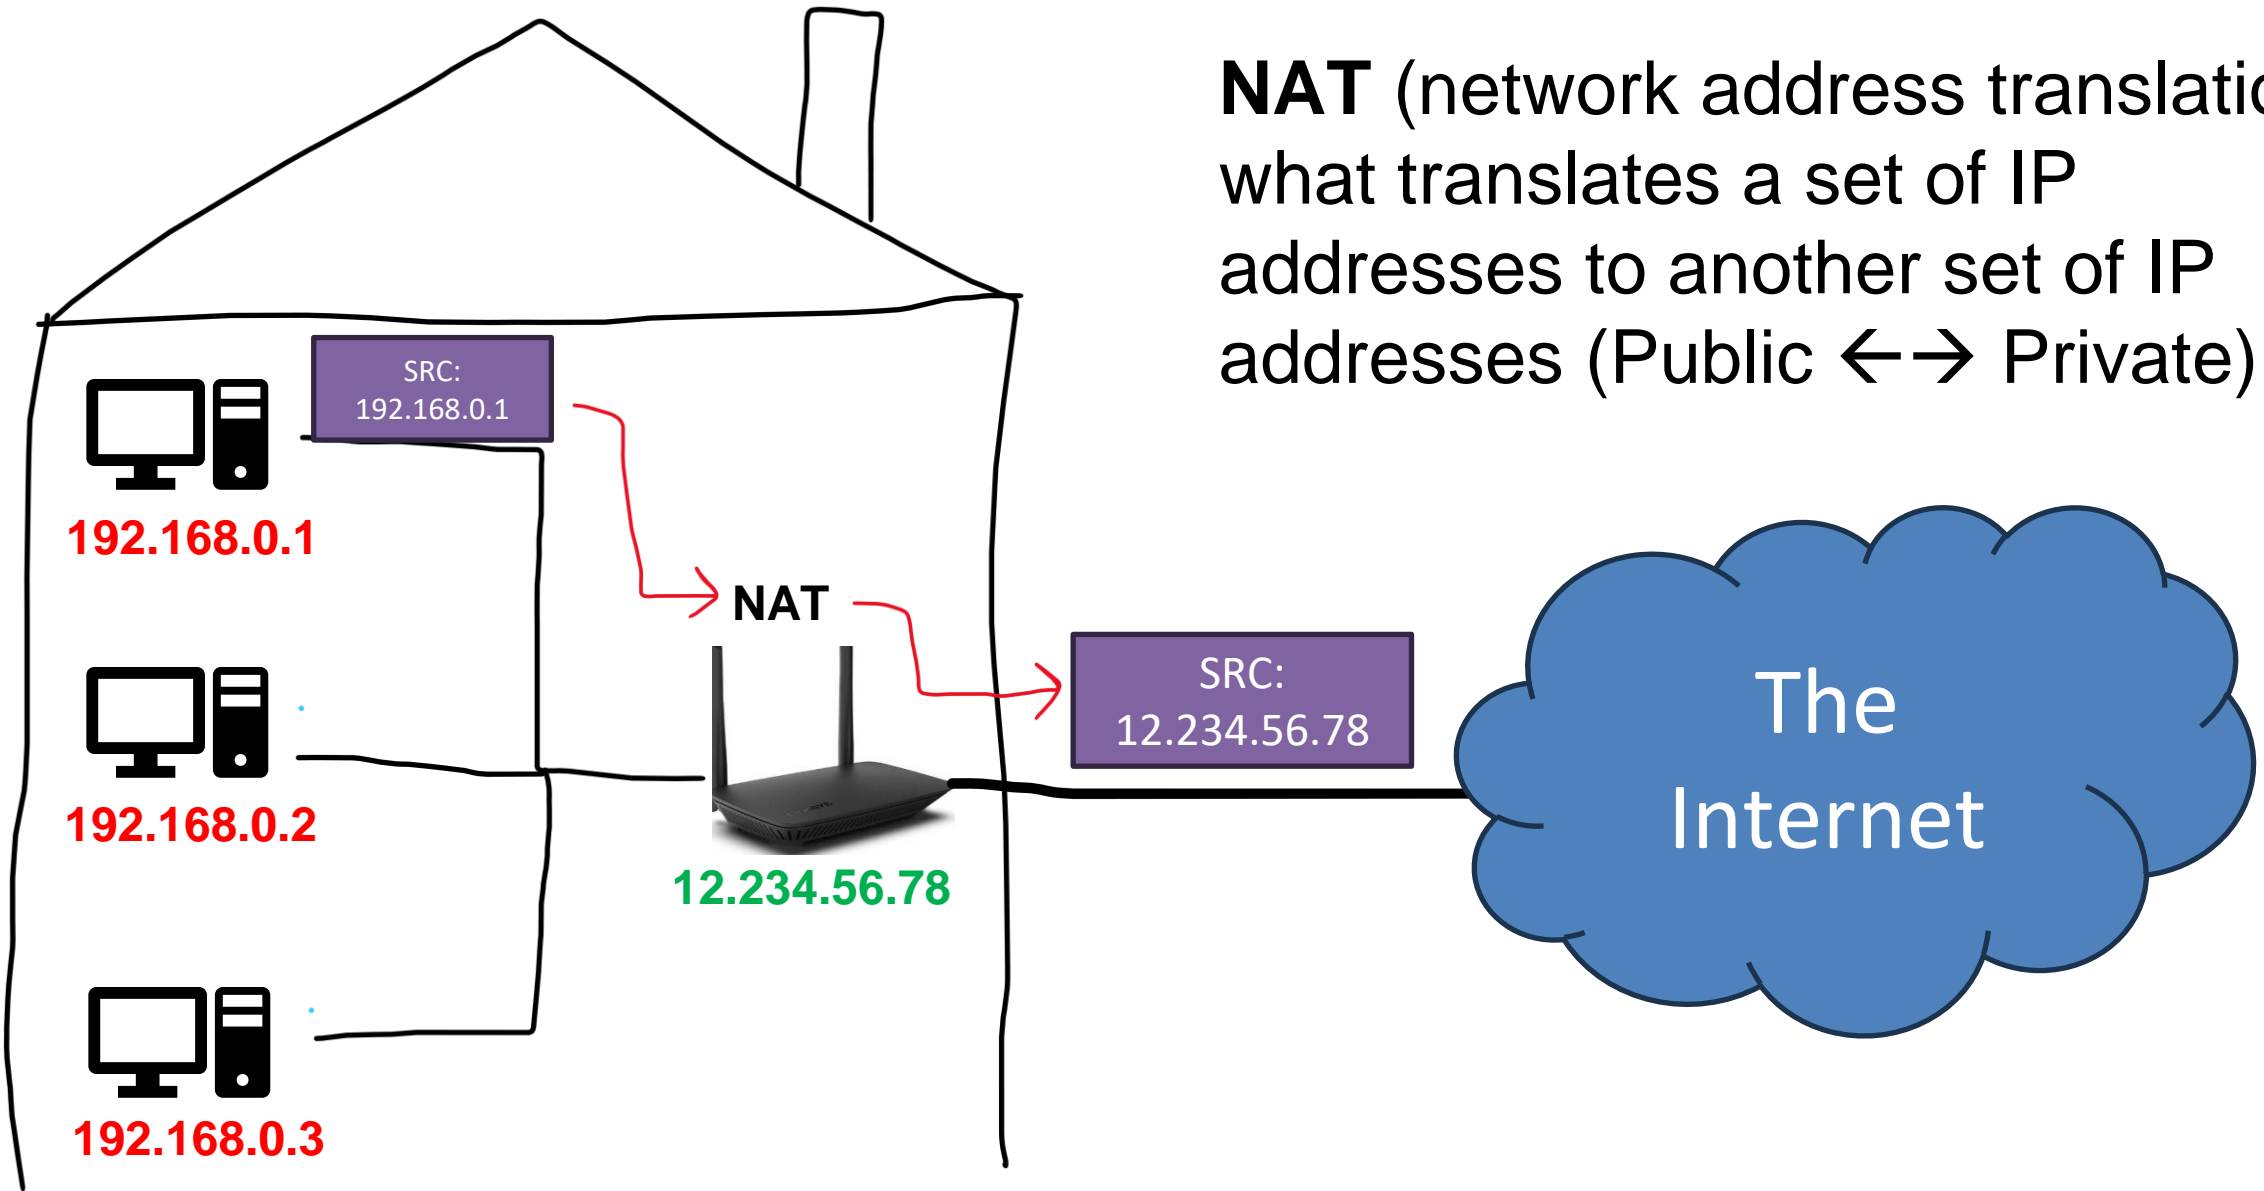 NAT (network address translatio
what translates a set of IP
addresses to another set of IP
addresses (Public ←→ Private)
SRC:
192.168.0.1
192.168.0.1
NAT
SRC:
12.234.56.78
The
Internet
192.168.0.2
12.234.56.78
192.168.0.3